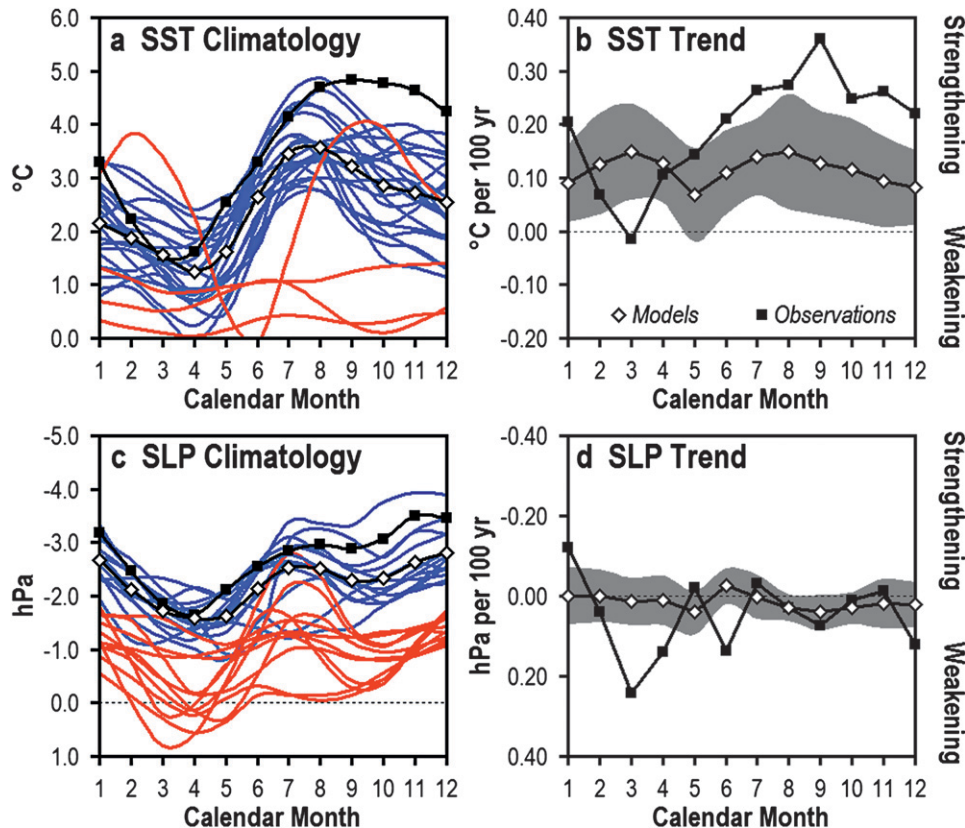 a SST Climatology
6.0
5.0
4.0
3.0
2.0
1.0
0.0
°C
1 2 3 4 5 6 7 8 9 10 11 12
Calendar Month
b SST Trend
0.40
0.30
0.20
0.10
0.00
-0.10
-0.20
°C per 100 yr
Models Observations
1 2 3 4 5 6 7 8 9 10 11 12
Calendar Month
Strengthening
Weakening
c SLP Climatology
-5.0
-4.0
-3.0
-2.0
-1.0
0.0
1.0
hPa
1 2 3 4 5 6 7 8 9 10 11 12
Calendar Month
d SLP Trend
-0.40
-0.20
0.00
0.20
0.40
hPa per 100 yr
1 2 3 4 5 6 7 8 9 10 11 12
Calendar Month
Strengthening
Weakening